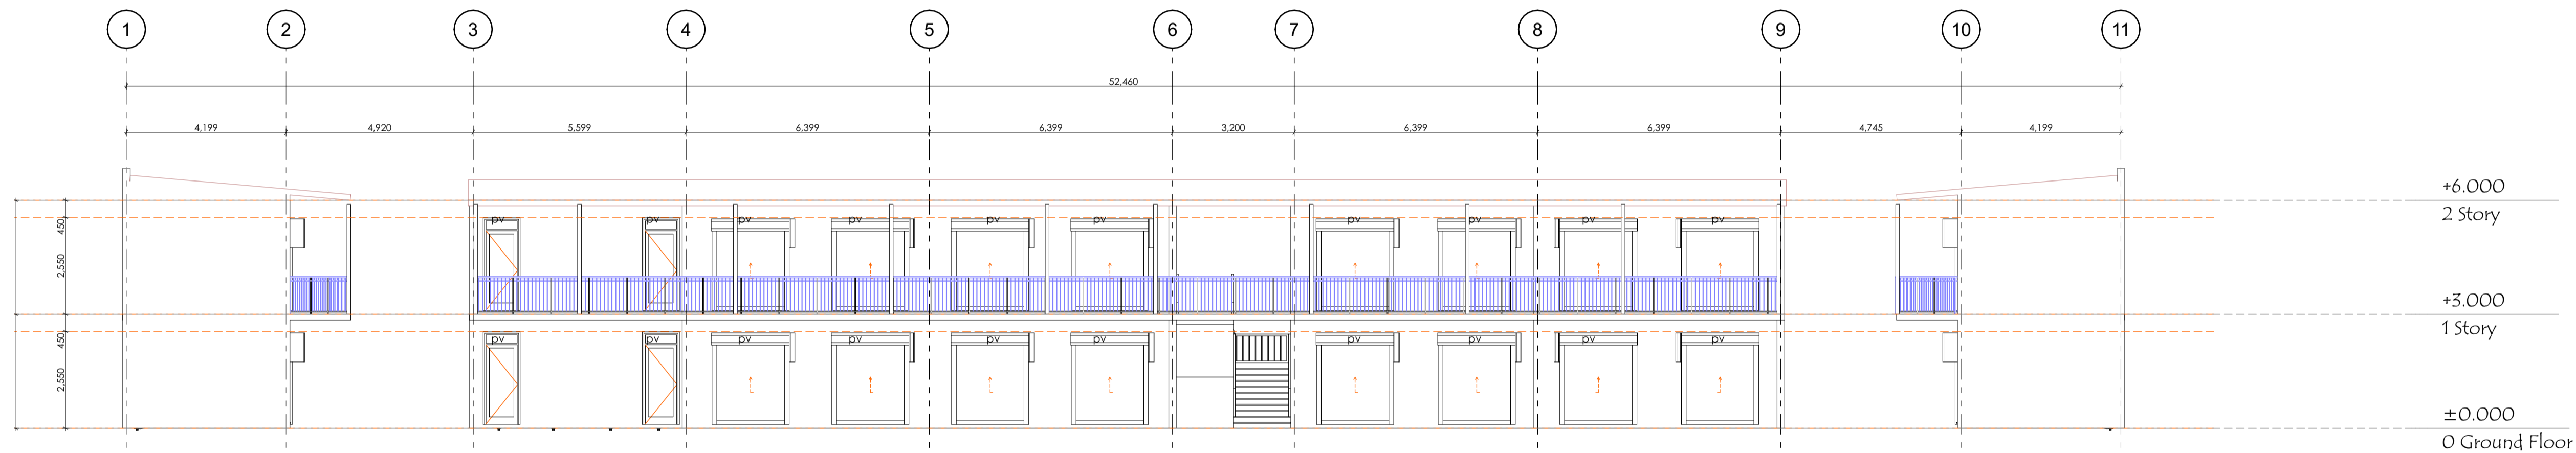 1 2 3 4 5 6 7 8 9 10 11
52,460
4,199 4,920 5,599 6,399 6,399 3,200 6,399 6,399 4,745 4,199
+6.000
2 Story
450
pv pv pv pv pv pv pv pv pv pv
2,550
+3.000
1 Story
450
pv pv pv pv pv pv pv pv pv pv
2,550
±0.000
0 Ground Floor